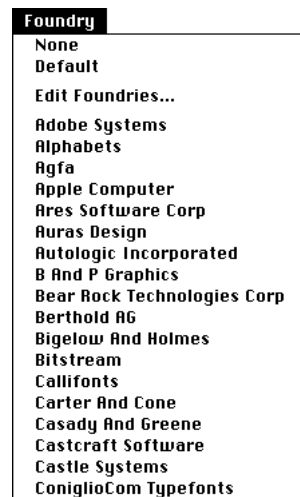 Foundry
None
Default
Edit Foundries...
Adobe Systems
Alphabets
Agfa
Apple Computer
Ares Software Corp
Auras Design
Autologic Incorporated
B And P Graphics
Bear Rock Technologies Corp
Berthold AG
Bigelow And Holmes
Bitstream
Callifonts
Carter And Cone
Casady And Greene
Castcraft Software
Castle Systems
ConiglioCom Typefonts